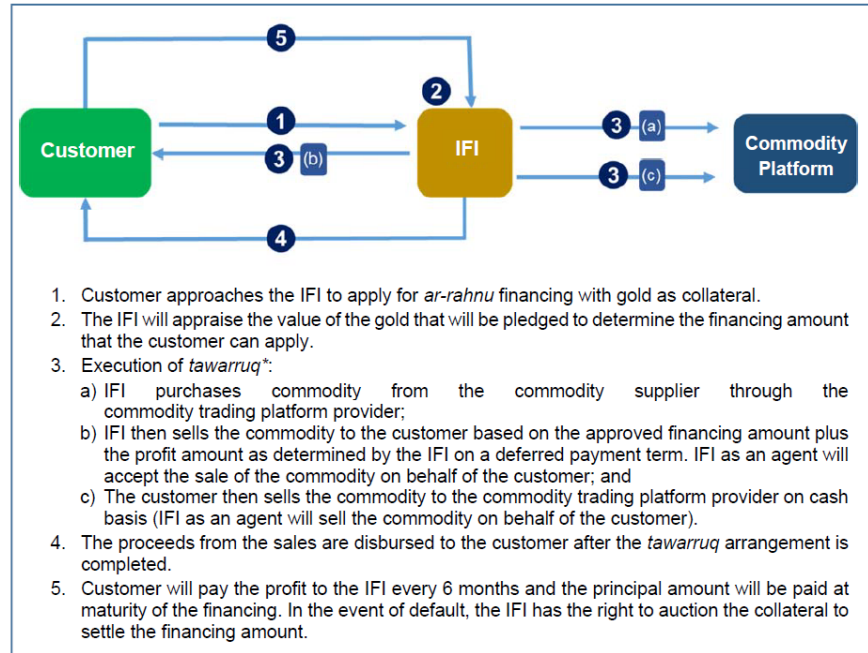 5
2
1
3 (a)
Customer
IFI
Commodity
Platform
3 (b)
3 (c)
4
1. Customer approaches the IFI to apply for ar-rahnu financing with gold as collateral.
2. The IFI will appraise the value of the gold that will be pledged to determine the financing amount
that the customer can apply.
3. Execution of tawarruq*:
a) IFI purchases commodity from the commodity supplier through the
commodity trading platform provider;
b) IFI then sells the commodity to the customer based on the approved financing amount plus
the profit amount as determined by the IFI on a deferred payment term. IFI as an agent will
accept the sale of the commodity on behalf of the customer; and
c) The customer then sells the commodity to the commodity trading platform provider on cash
basis (IFI as an agent will sell the commodity on behalf of the customer).
4. The proceeds from the sales are disbursed to the customer after the tawarruq arrangement is
completed.
5. Customer will pay the profit to the IFI every 6 months and the principal amount will be paid at
maturity of the financing. In the event of default, the IFI has the right to auction the collateral to
settle the financing amount.